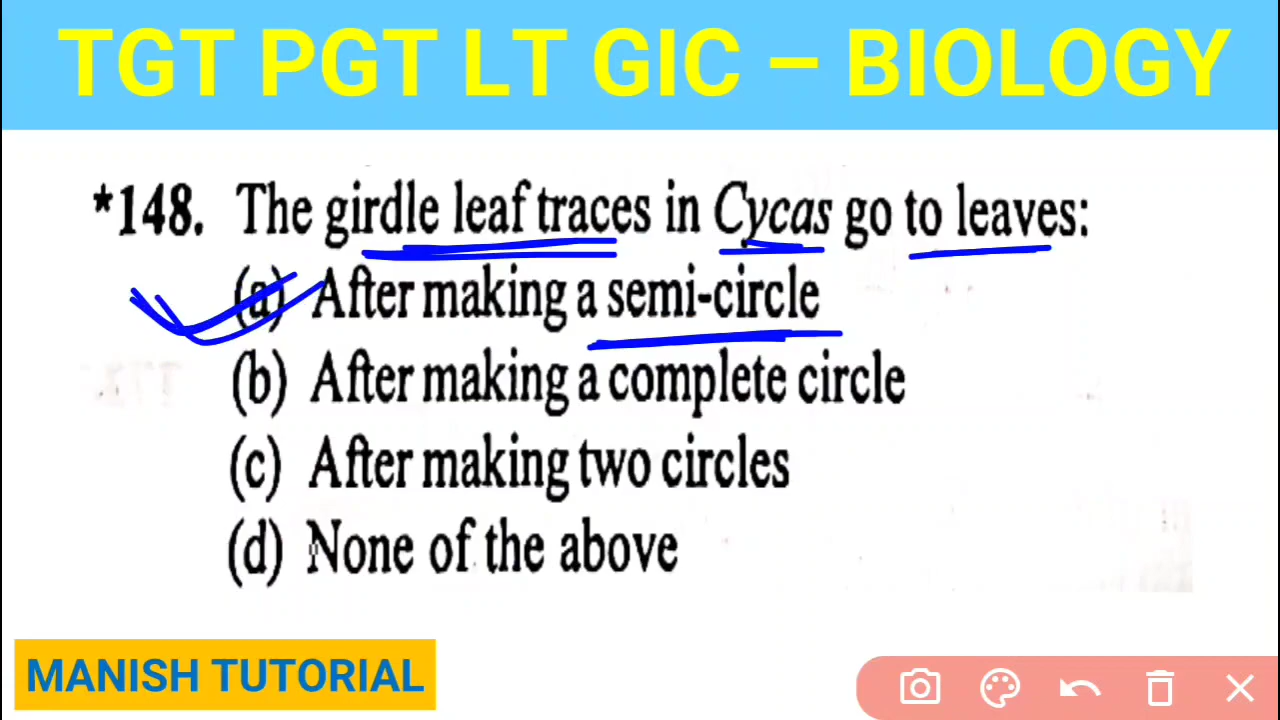 TGT PGT LT GIC – BIOLOGY
*148. The girdle leaf traces in Cycas go to leaves:
(a) After making a semi-circle
(b) After making a complete circle
(c) After making two circles
(d) None of the above
MANISH TUTORIAL